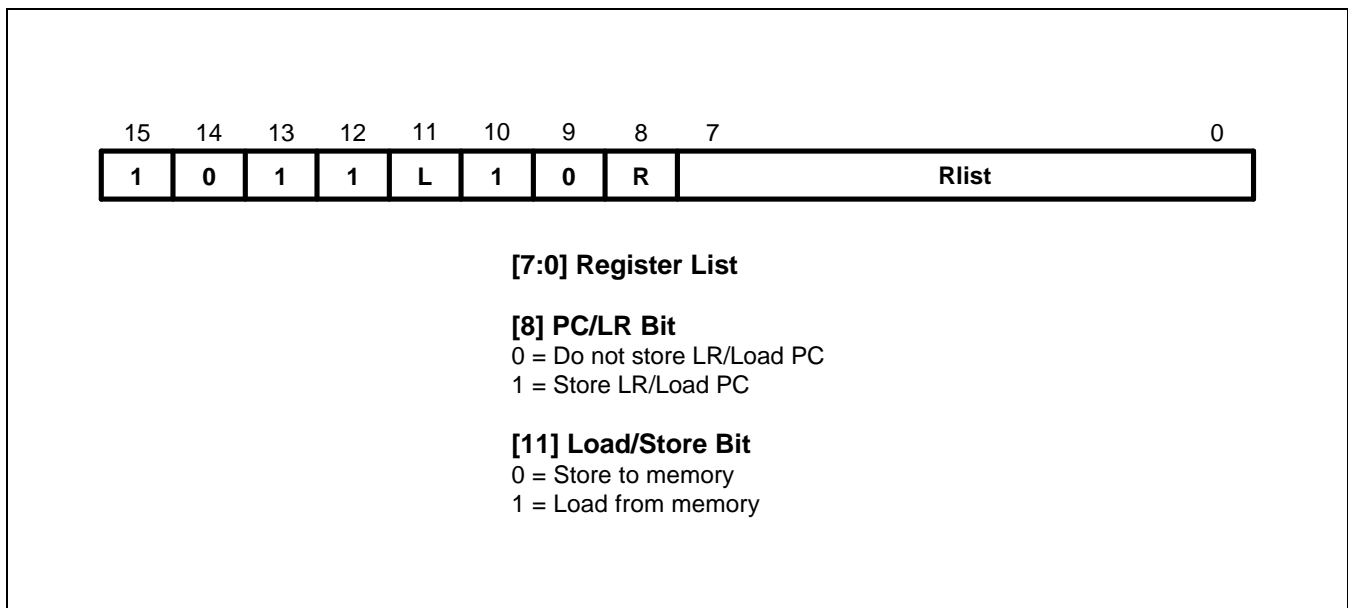 15 14 13 12 11 10 9 8 7 0
1 0 1 1 L 1 0 R Rlist
[7:0] Register List
[8] PC/LR Bit
0 = Do not store LR/Load PC
1 = Store LR/Load PC
[11] Load/Store Bit
0 = Store to memory
1 = Load from memory